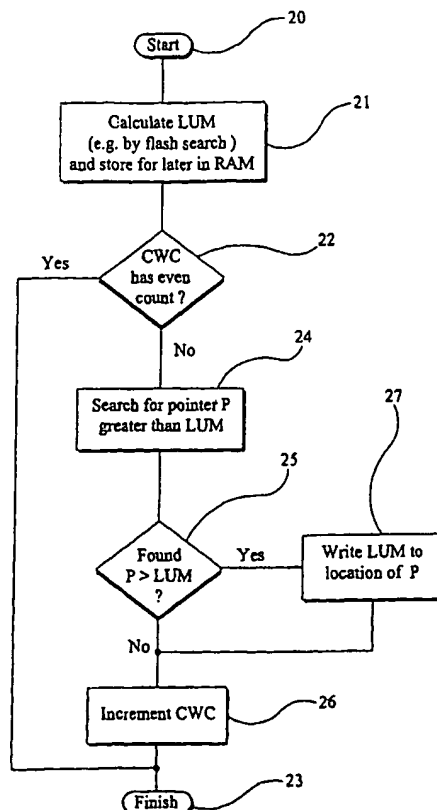 20
Start
21
Calculate LUM
(e.g. by flash search )
and store for later in RAM
22
Yes
CWC
has even
count ?
No
24
Search for pointer P
greater than LUM
27
25
Found
P > LUM
?
Yes
Write LUM to
location of P
No
Increment CWC
26
Finish
23